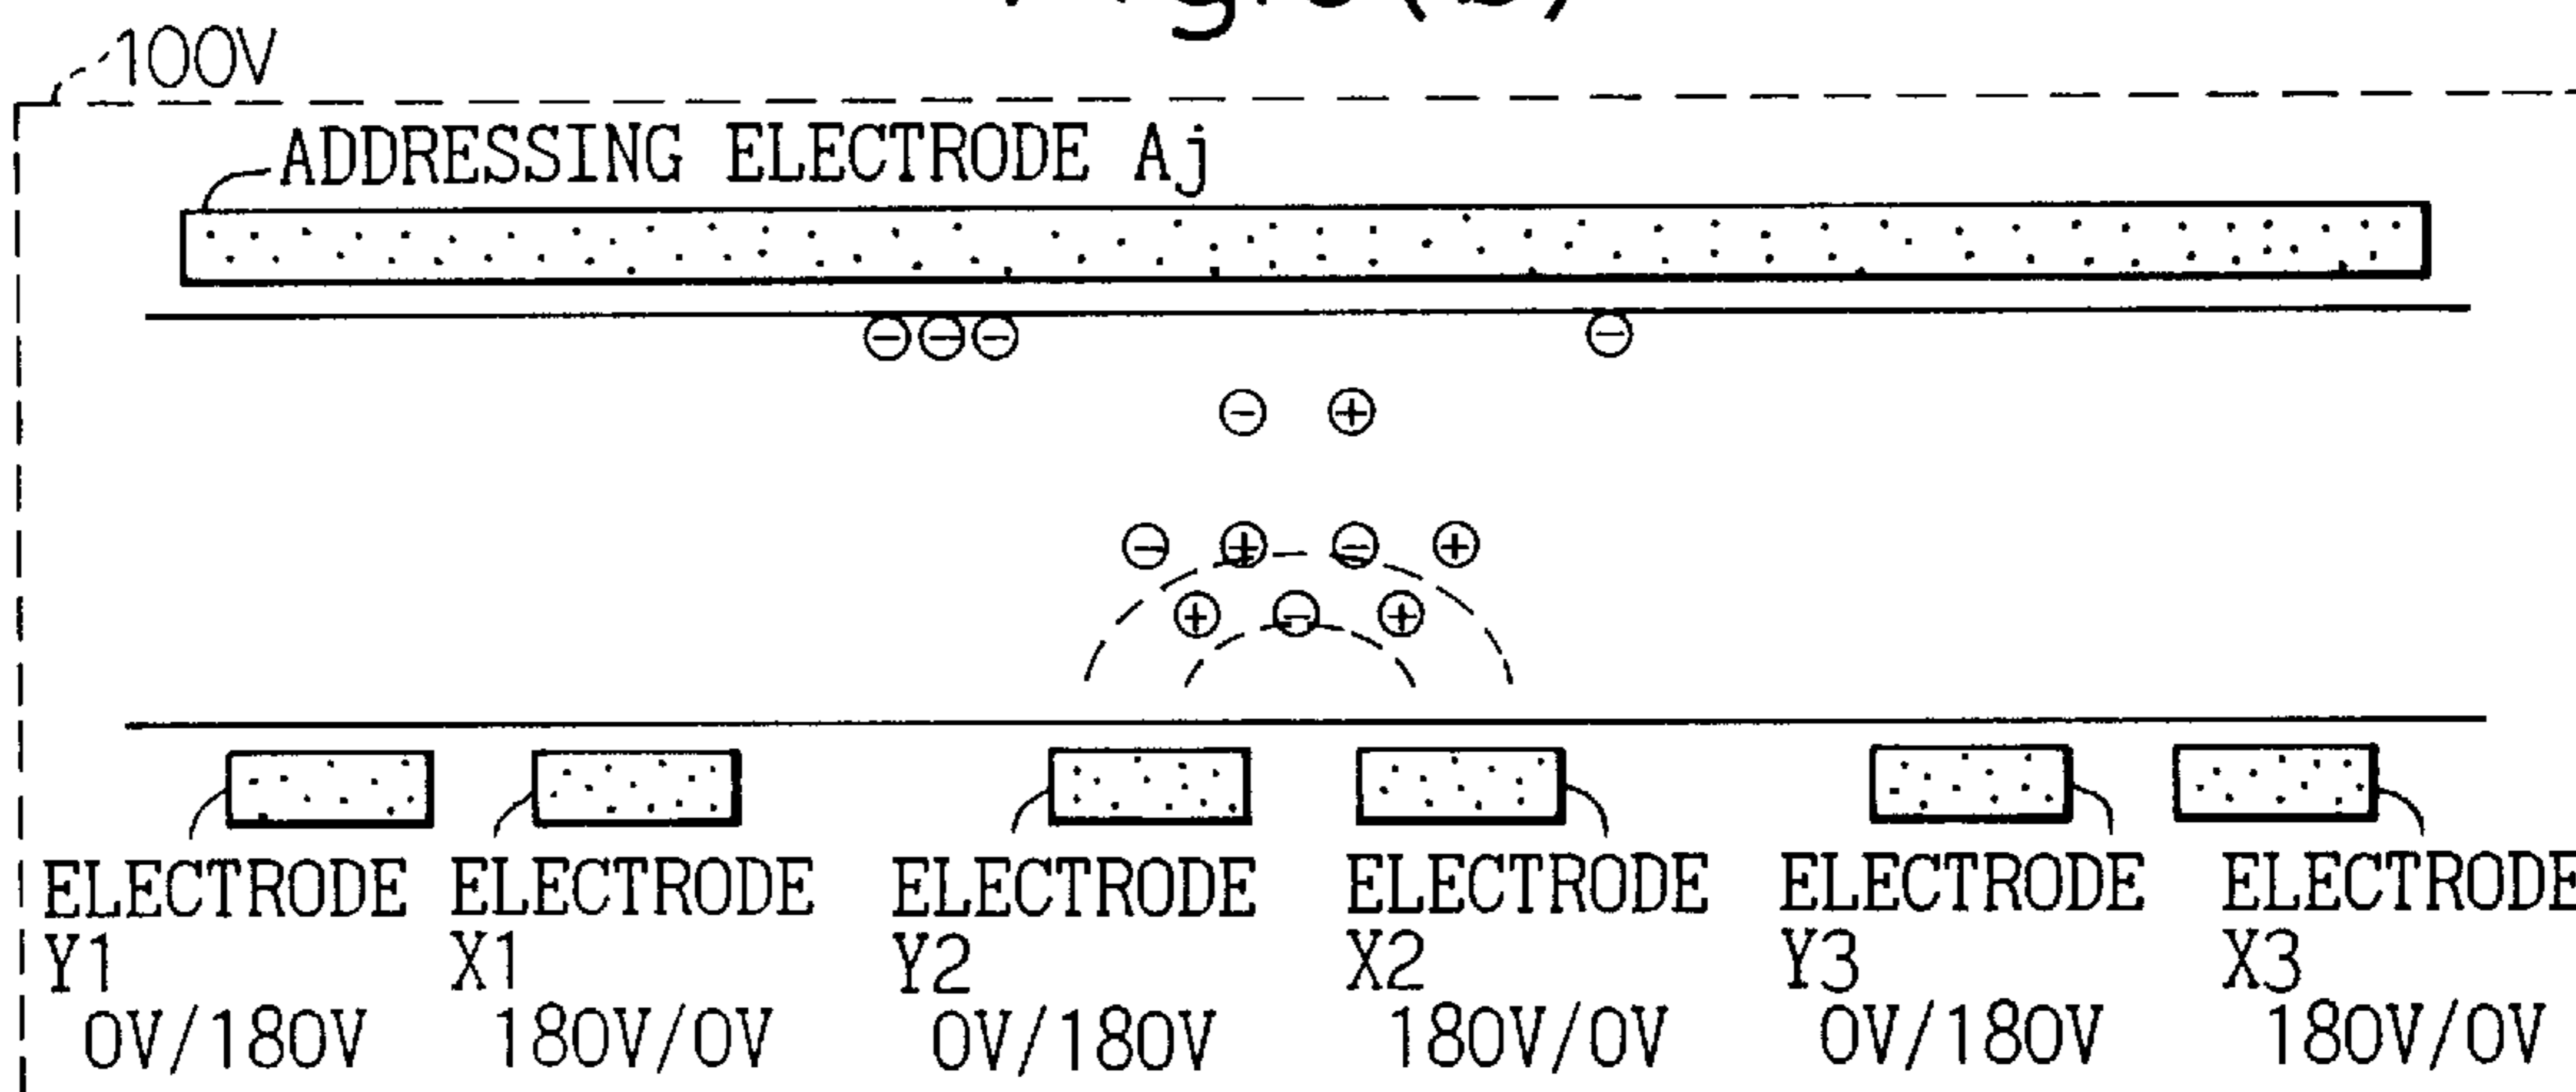 100V
ADDRESSING ELECTRODE Aj
ELECTRODE Y1 0V/180V
ELECTRODE X1 180V/0V
ELECTRODE Y2 0V/180V
ELECTRODE X2 180V/0V
ELECTRODE Y3 0V/180V
ELECTRODE X3 180V/0V